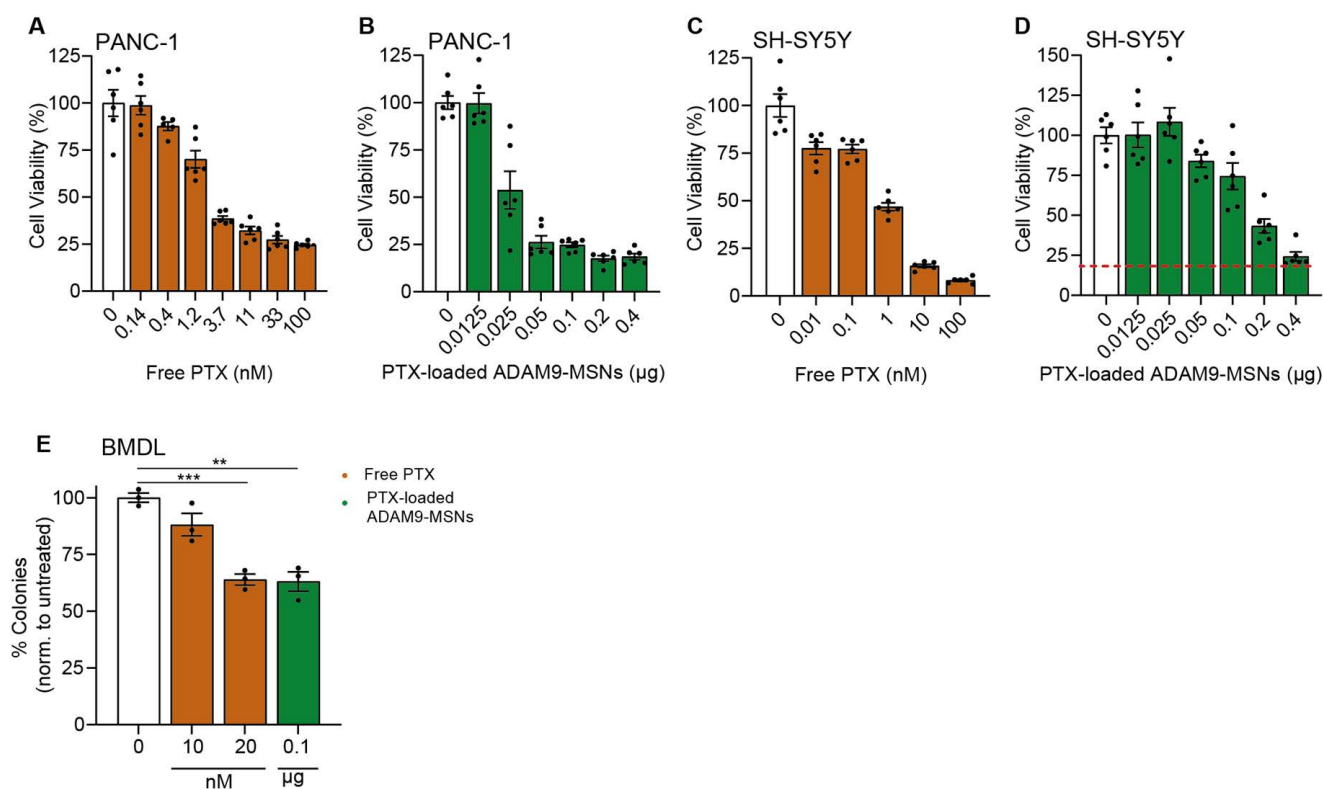 A
PANC-1
Cell Viability (%)
125
100
75
50
25
0
0
0.14
0.4
1.2
3.7
11
33
100
Free PTX (nM)
B
PANC-1
Cell Viability (%)
125
100
75
50
25
0
0
0.0125
0.025
0.05
0.1
0.2
0.4
PTX-loaded ADAM9-MSNs (µg)
C
SH-SY5Y
Cell Viability (%)
125
100
75
50
25
0
0
0.01
0.1
1
10
100
Free PTX (nM)
D
SH-SY5Y
Cell Viability (%)
150
125
100
75
50
25
0
0
0.0125
0.025
0.05
0.1
0.2
0.4
PTX-loaded ADAM9-MSNs (µg)
E
BMDL
**
***
% Colonies
(norm. to untreated)
100
75
50
25
0
0
10
20
0.1
nM
µg
Free PTX
PTX-loaded
ADAM9-MSNs